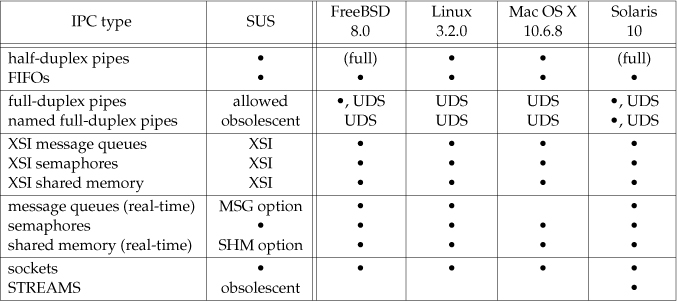 IPC type SUS FreeBSD 8.0 Linux 3.2.0 Mac OS X 10.6.8 Solaris 10
half-duplex pipes • (full) • • (full)
FIFOs • • • • •
full-duplex pipes allowed •, UDS UDS UDS •, UDS
named full-duplex pipes obsolescent UDS UDS UDS •, UDS
XSI message queues XSI • • • •
XSI semaphores XSI • • • •
XSI shared memory XSI • • • •
message queues (real-time) MSG option • • •
semaphores • • • • •
shared memory (real-time) SHM option • • • •
sockets • • • • •
STREAMS obsolescent •